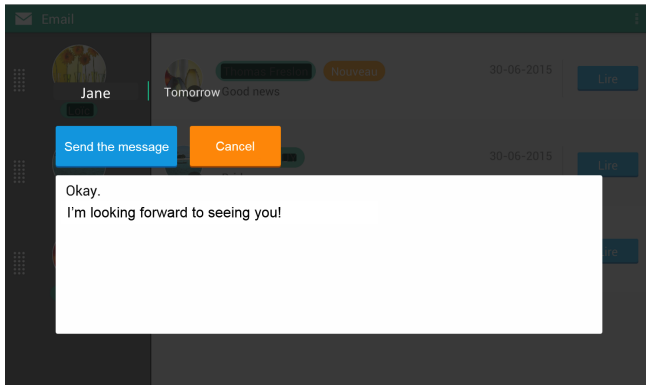 Email
Nouveau
30-06-2015
Lire
Jane
Tomorrow
Good news
Send the message
Cancel
30-06-2015
Lire
Okay.
I'm looking forward to seeing you!